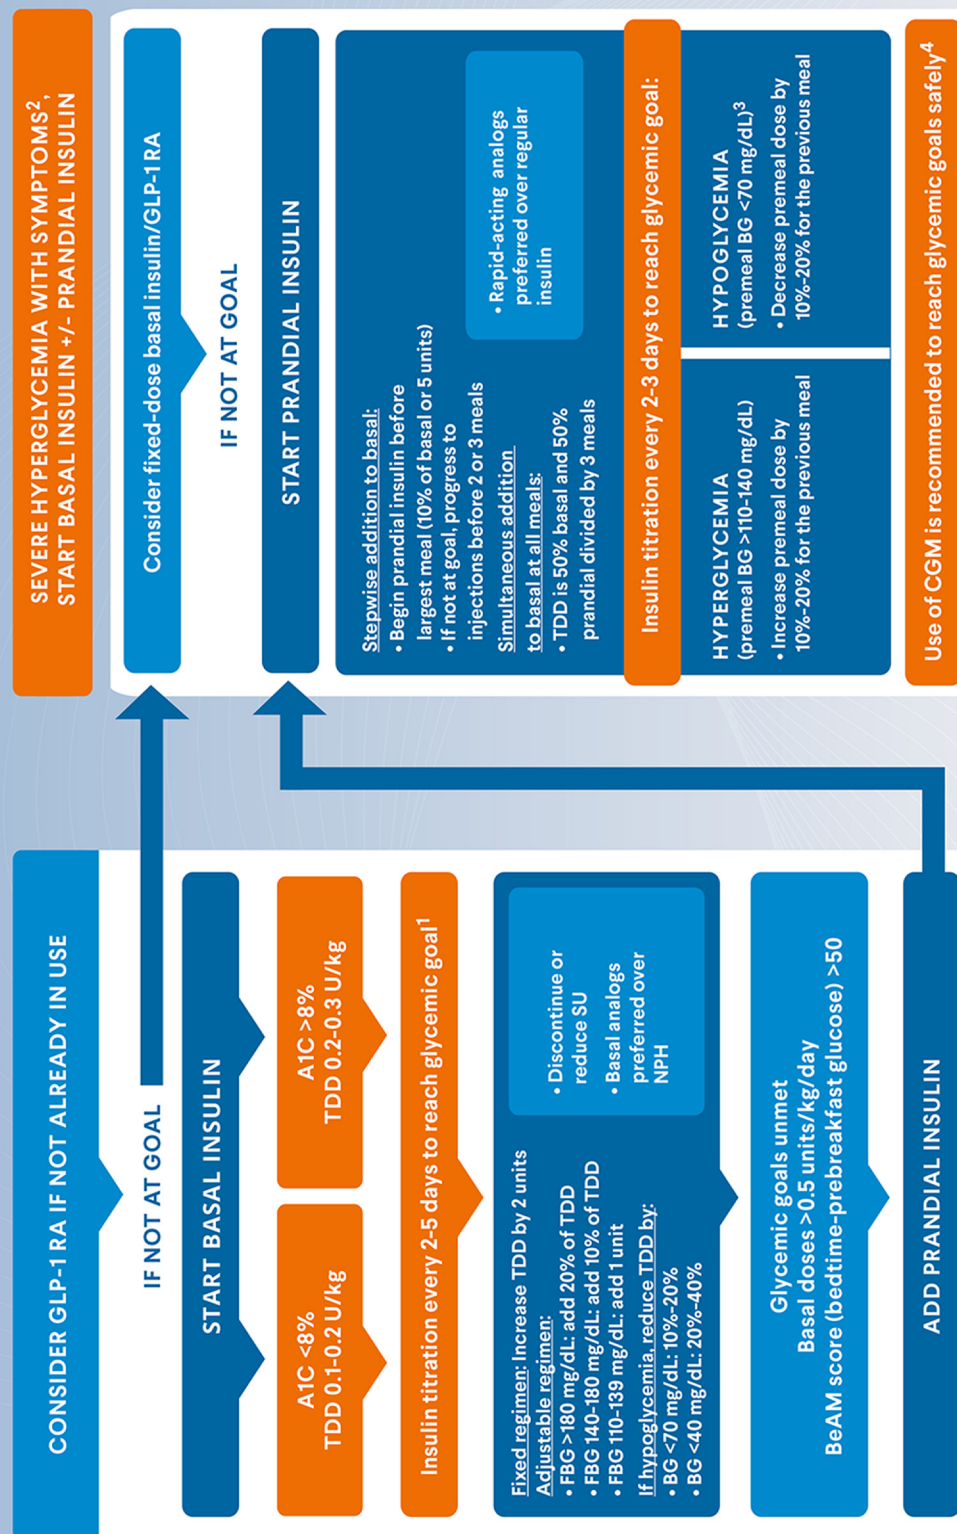 CONSIDER GLP-1 RA IF NOT ALREADY IN USE
IF NOT AT GOAL
START BASAL INSULIN
A1C <8%
TDD 0.1-0.2 U/kg
A1C >8%
TDD 0.2-0.3 U/kg
Insulin titration every 2-5 days to reach glycemic goal¹
Fixed regimen: Increase TDD by 2 units
Adjustable regimen:
• FBG >180 mg/dL: add 20% of TDD
• FBG 140-180 mg/dL: add 10% of TDD
• FBG 110-139 mg/dL: add 1 unit
If hypoglycemia, reduce TDD by:
• BG <70 mg/dL: 10%-20%
• BG <40 mg/dL: 20%-40%
• Discontinue or
reduce SU
• Basal analogs
preferred over
NPH
Glycemic goals unmet
Basal doses >0.5 units/kg/day
BeAM score (bedtime-prebreakfast glucose) >50
ADD PRANDIAL INSULIN
SEVERE HYPERGLYCEMIA WITH SYMPTOMS²,
START BASAL INSULIN +/- PRANDIAL INSULIN
Consider fixed-dose basal insulin/GLP-1 RA
IF NOT AT GOAL
START PRANDIAL INSULIN
Stepwise addition to basal:
• Begin prandial insulin before
largest meal (10% of basal or 5 units)
• If not at goal, progress to
injections before 2 or 3 meals
Simultaneous addition
to basal at all meals:
• TDD is 50% basal and 50%
prandial divided by 3 meals
• Rapid-acting analogs
preferred over regular
insulin
Insulin titration every 2-3 days to reach glycemic goal:
HYPERGLYCEMIA
(premeal BG >110-140 mg/dL)
• Increase premeal dose by
10%-20% for the previous meal
HYPOGLYCEMIA
(premeal BG <70 mg/dL)³
• Decrease premeal dose by
10%-20% for the previous meal
Use of CGM is recommended to reach glycemic goals safely⁴